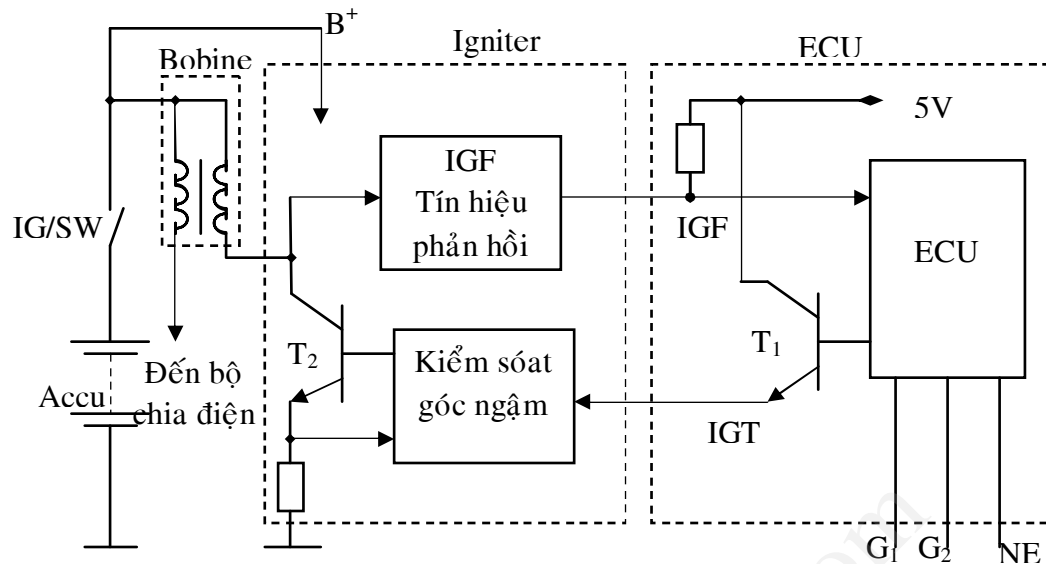 B+
Igniter
ECU
Bobine
5V
IGF
Tín hiệu
phản hồi
IGF
ECU
IG/SW
T2
Kiểm sóat
góc ngậm
T1
Đến bộ
chia điện
Accu
IGT
G1
G2
NE
om